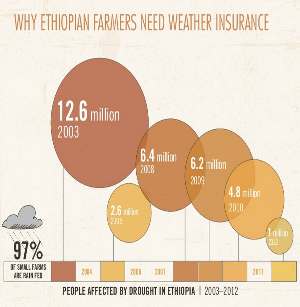 WHY ETHIOPIAN FARMERS NEED WEATHER INSURANCE
12.6 million
2003
6.4 million
2008
6.2 million
2009
2.6 million
4.8 million
1 million
2012
97%
OF SMALL FARMS
ARE RAIN FED
2004
2006
2007
2011
PEOPLE AFFECTED BY DROUGHT IN ETHIOPIA | 2003–2012